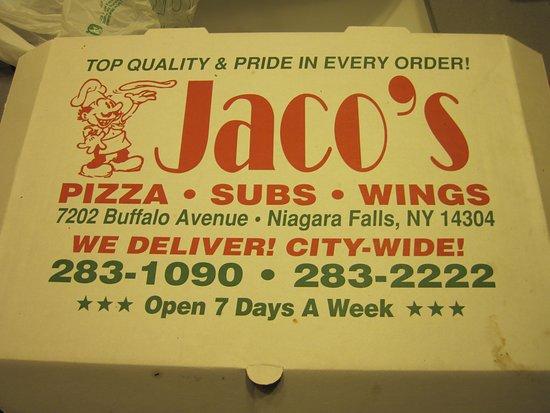 TOP QUALITY & PRIDE IN EVERY ORDER!
Jaco's
PIZZA • SUBS • WINGS
7202 Buffalo Avenue • Niagara Falls, NY 14304
WE DELIVER! CITY-WIDE!
283-1090 • 283-2222
★★★ Open 7 Days A Week ★★★